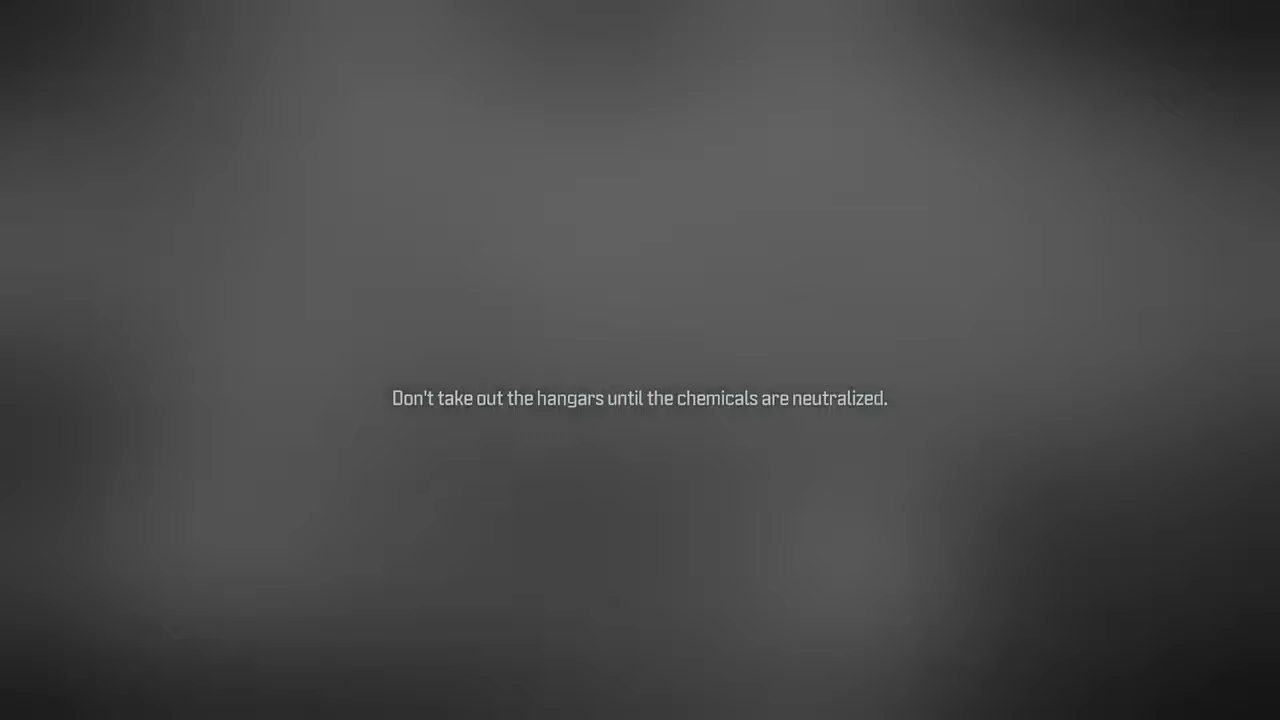 Don't take out the hangars until the chemicals are neutralized.